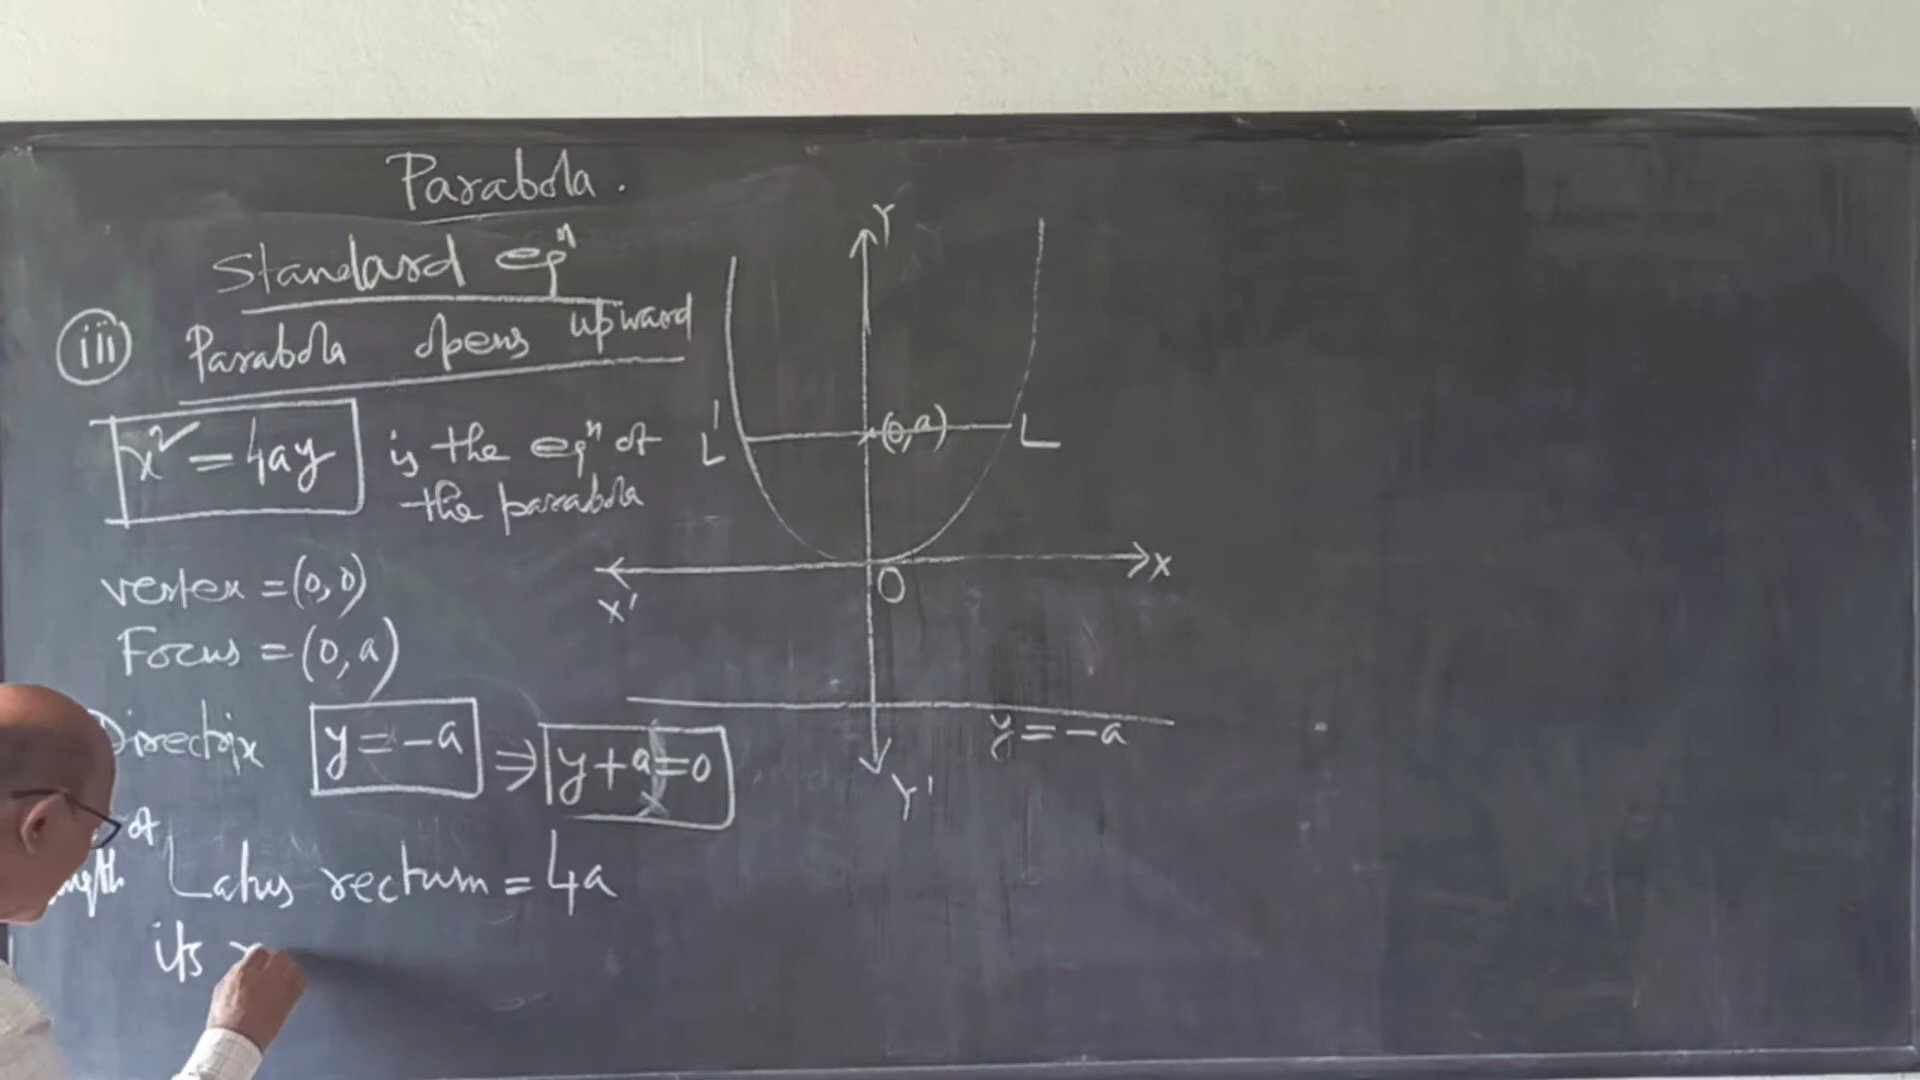 Parabola.
Standard eqⁿ
(iii) Parabola opens upward
x² = 4ay is the eqⁿ of
the parabola
vertex = (0, 0)
Focus = (0, a)
Directrix y = -a ⇒ y + a = 0
of
Latus rectum = 4a
its
Y
L' (0, a) L
X' O X
y = -a
Y'